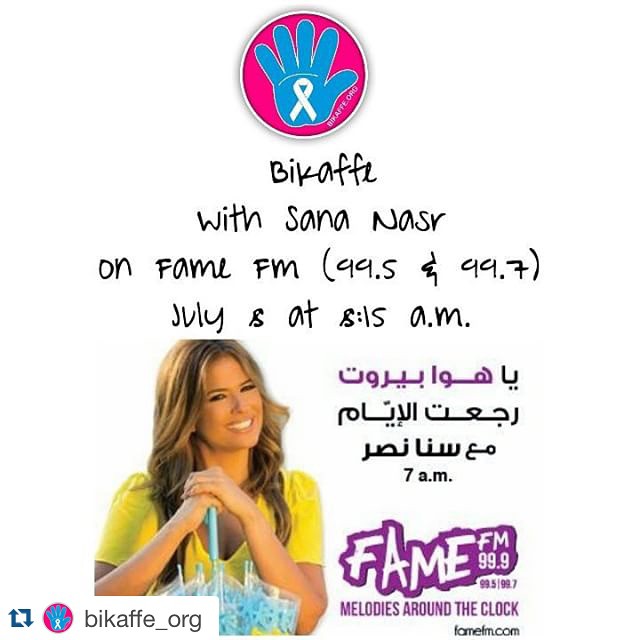 BIKAFFE.ORG
Bikaffe
with Sana Nasr
on Fame Fm (99.5 & 99.7)
July 8 at 8:15 a.m.
يا هوا بيروت
رجعت الإيّام
مع سنا نصر
7 a.m.
FAME FM
99.9
99.5|99.7
MELODIES AROUND THE CLOCK
famefm.com
bikaffe_org